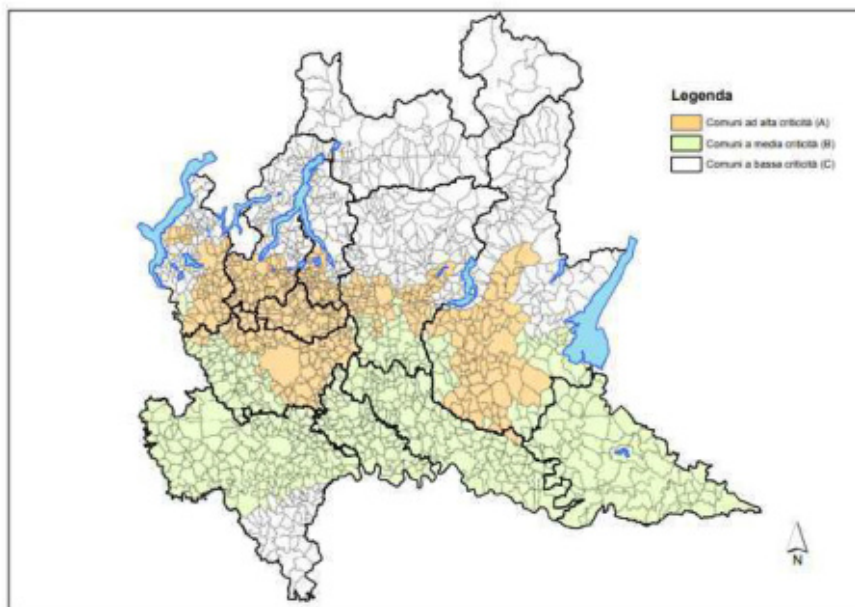 Legenda
Comuni ad alta criticità (A)
Comuni a media criticità (B)
Comuni a bassa criticità (C)
N